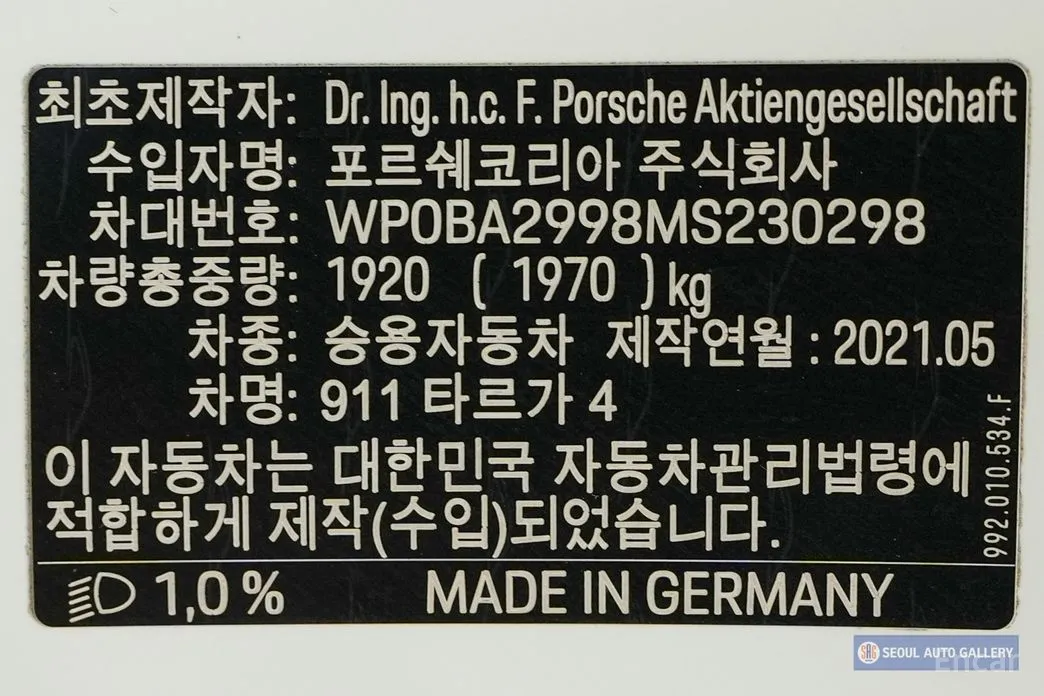 최초제작자: Dr. Ing. h.c. F. Porsche Aktiengesellschaft
수입자명: 포르쉐코리아 주식회사
차대번호: WP0BA2998MS230298
차량총중량: 1920 ( 1970 ) kg
차종: 승용자동차 제작연월 : 2021.05
차명: 911 타르가 4
이 자동차는 대한민국 자동차관리법령에
적합하게 제작(수입)되었습니다.
992.010.534.F
1,0 % MADE IN GERMANY
SAG SEOUL AUTO GALLERY
Encar